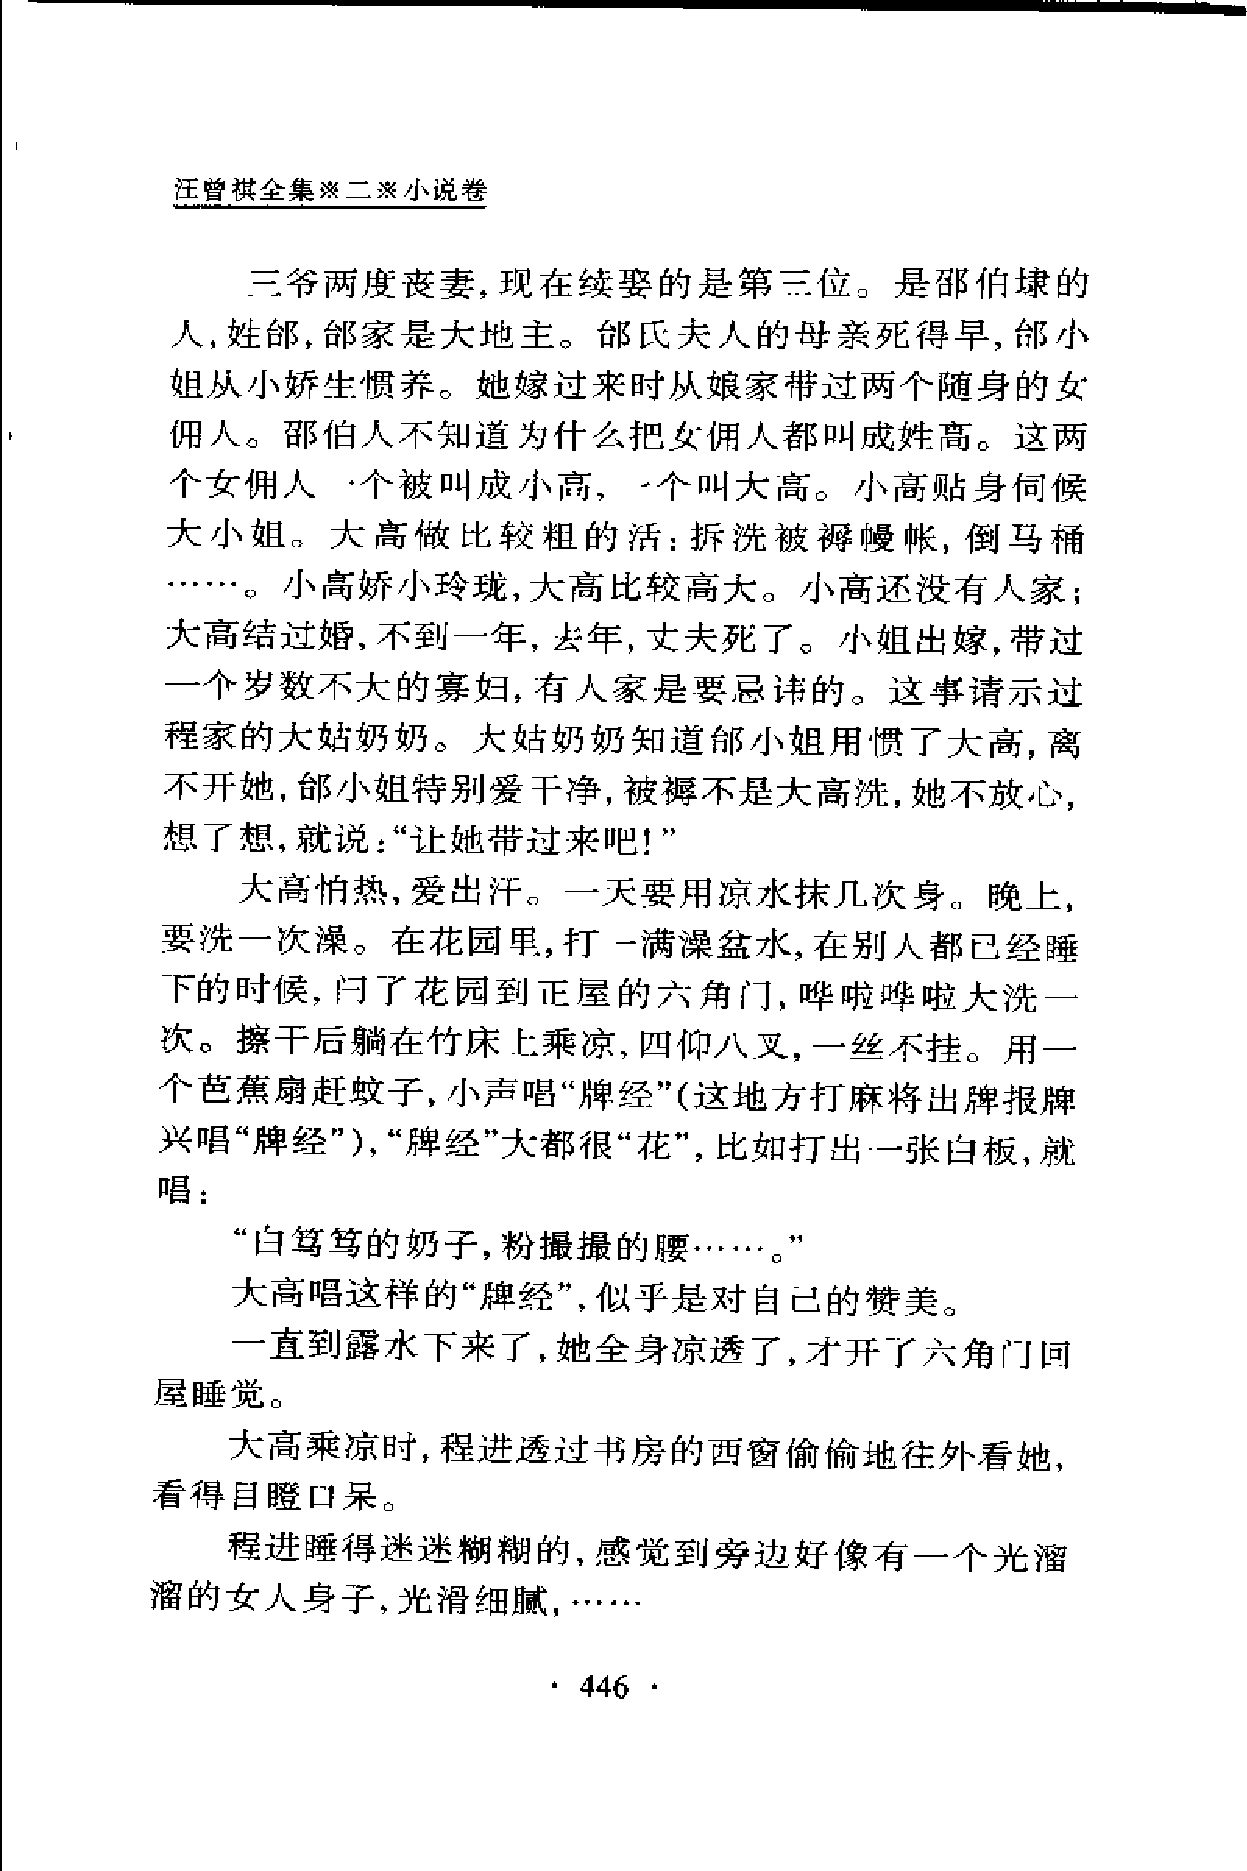 汪曾祺全集※二※小说卷
三爷两度丧妻,现在续娶的是第三位。是邵伯埭的
人,姓邰,邰家是大地主。邰氏夫人的母亲死得早,邰小
姐从小娇生惯养。她嫁过来时从娘家带过两个随身的女
佣人。邵伯人不知道为什么把女佣人都叫成姓高。这两
个女佣人一个被叫成小高,一个叫大高。小高贴身伺候
大小姐。大高做比较粗的活:拆洗被褥幔帐,倒马桶
……。小高娇小玲珑,大高比较高大。小高还没有人家;
大高结过婚,不到一年,去年,丈夫死了。小姐出嫁,带过
一个岁数不大的寡妇,有人家是要忌讳的。这事请示过
程家的大姑奶奶。大姑奶奶知道邰小姐用惯了大高,离
不开她,邰小姐特别爱干净,被褥不是大高洗,她不放心,
想了想,就说:“让她带过来吧!”
大高怕热,爱出汗。一天要用凉水抹几次身。晚上,
要洗一次澡。在花园里,打一满澡盆水,在别人都已经睡
下的时候,闩了花园到正屋的六角门,哗啦哗啦大洗一
次。擦干后躺在竹床上乘凉,四仰八叉,一丝不挂。用一
个芭蕉扇赶蚊子,小声唱“牌经”(这地方打麻将出牌报牌
兴唱“牌经”),“牌经”大都很“花”,比如打出一张白板,就
唱:
“白笃笃的奶子,粉撮撮的腰……。”
大高唱这样的“牌经”,似乎是对自己的赞美。
一直到露水下来了,她全身凉透了,才开了六角门回
屋睡觉。
大高乘凉时,程进透过书房的西窗偷偷地往外看她,
看得目瞪口呆。
程进睡得迷迷糊糊的,感觉到旁边好像有一个光溜
溜的女人身子,光滑细腻,……
· 446 ·